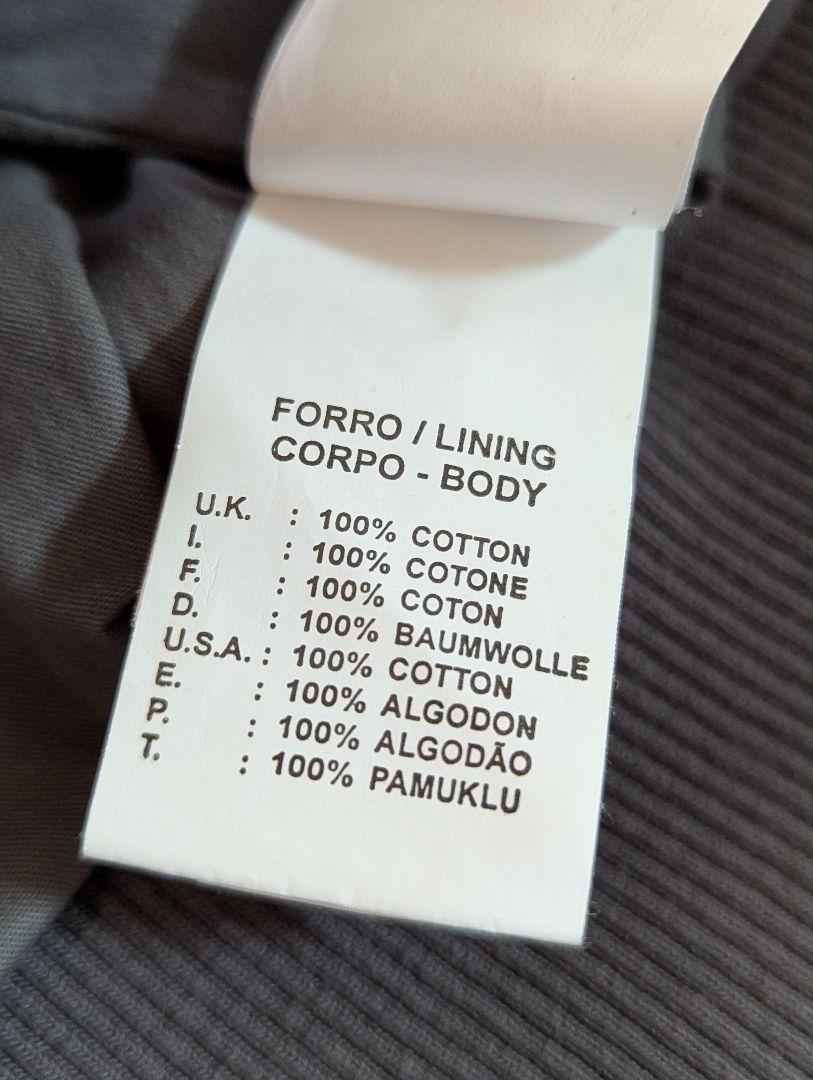 FORRO / LINING
CORPO - BODY
U.K. : 100% COTTON
I. : 100% COTONE
F. : 100% COTON
D. : 100% BAUMWOLLE
U.S.A. : 100% COTTON
E. : 100% ALGODON
P. : 100% ALGODÃO
T. : 100% PAMUKLU